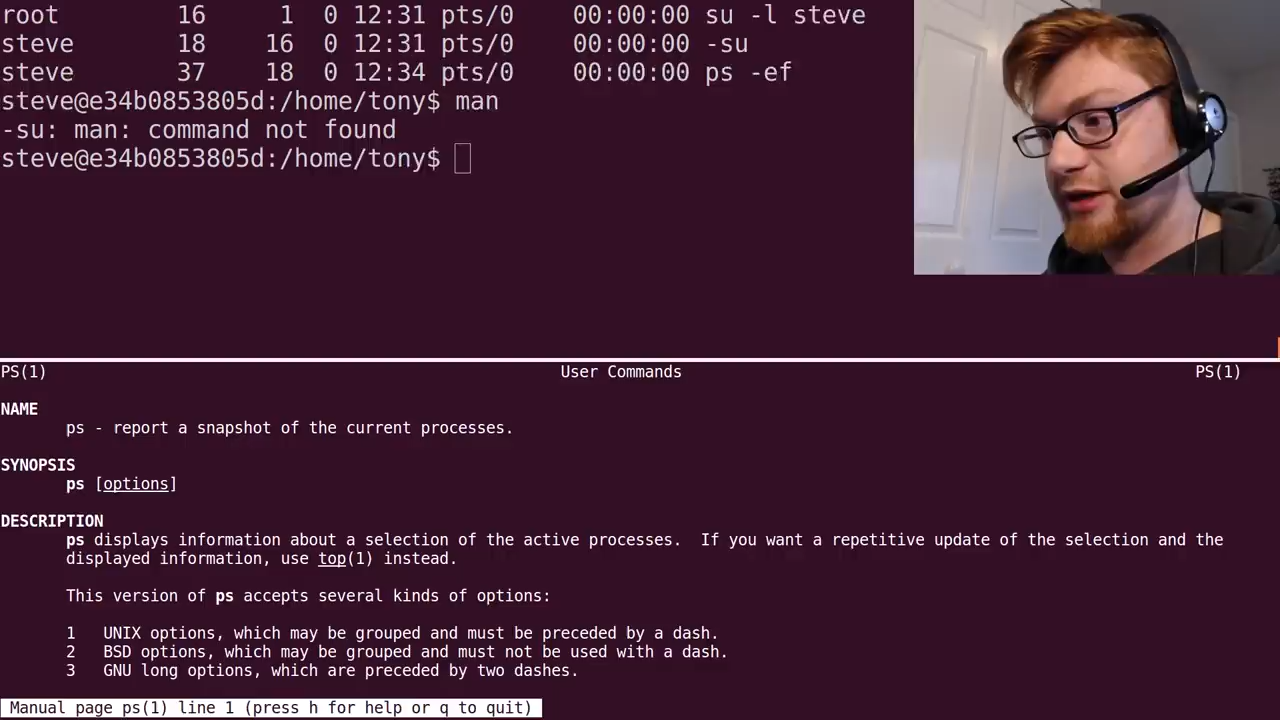 root 16 1 0 12:31 pts/0 00:00:00 su -l steve
steve 18 16 0 12:31 pts/0 00:00:00 -su
steve 37 18 0 12:34 pts/0 00:00:00 ps -ef
steve@e34b0853805d:/home/tony$ man
-su: man: command not found
steve@e34b0853805d:/home/tony$
PS(1) User Commands PS(1)
NAME
ps - report a snapshot of the current processes.
SYNOPSIS
ps [options]
DESCRIPTION
ps displays information about a selection of the active processes. If you want a repetitive update of the selection and the
displayed information, use top(1) instead.
This version of ps accepts several kinds of options:
1 UNIX options, which may be grouped and must be preceded by a dash.
2 BSD options, which may be grouped and must not be used with a dash.
3 GNU long options, which are preceded by two dashes.
Manual page ps(1) line 1 (press h for help or q to quit)